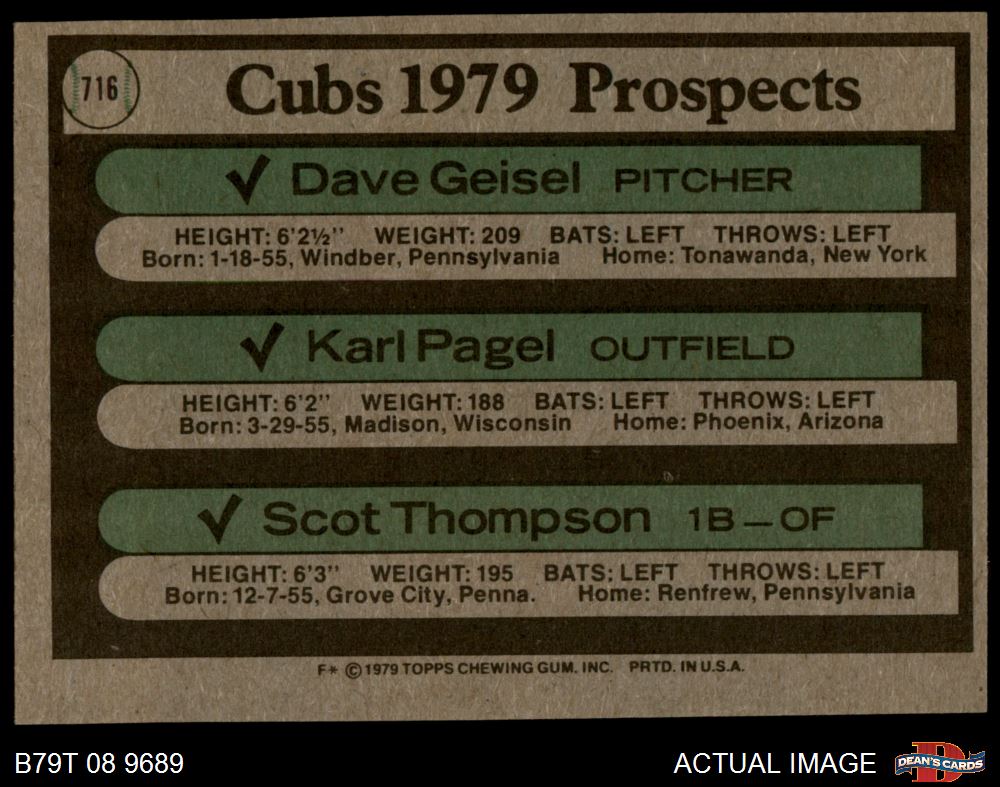 716
Cubs 1979 Prospects
✓ Dave Geisel PITCHER
HEIGHT: 6'2½" WEIGHT: 209 BATS: LEFT THROWS: LEFT
Born: 1-18-55, Windber, Pennsylvania Home: Tonawanda, New York
✓ Karl Pagel OUTFIELD
HEIGHT: 6'2" WEIGHT: 188 BATS: LEFT THROWS: LEFT
Born: 3-29-55, Madison, Wisconsin Home: Phoenix, Arizona
✓ Scot Thompson 1B — OF
HEIGHT: 6'3" WEIGHT: 195 BATS: LEFT THROWS: LEFT
Born: 12-7-55, Grove City, Penna. Home: Renfrew, Pennsylvania
F* © 1979 TOPPS CHEWING GUM. INC. PRTD. IN U.S.A.
B79T 08 9689
ACTUAL IMAGE
D
DEAN'S CARDS